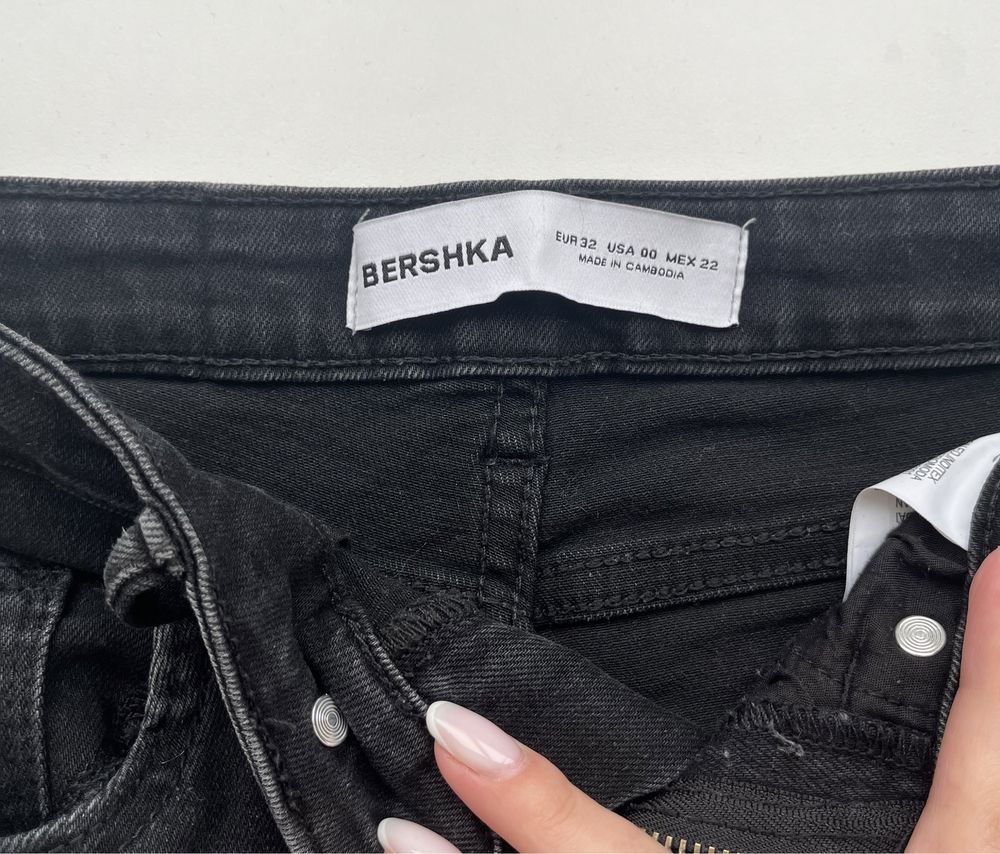 BERSHKA
EUR 32 USA 00 MEX 22
MADE IN CAMBODIA